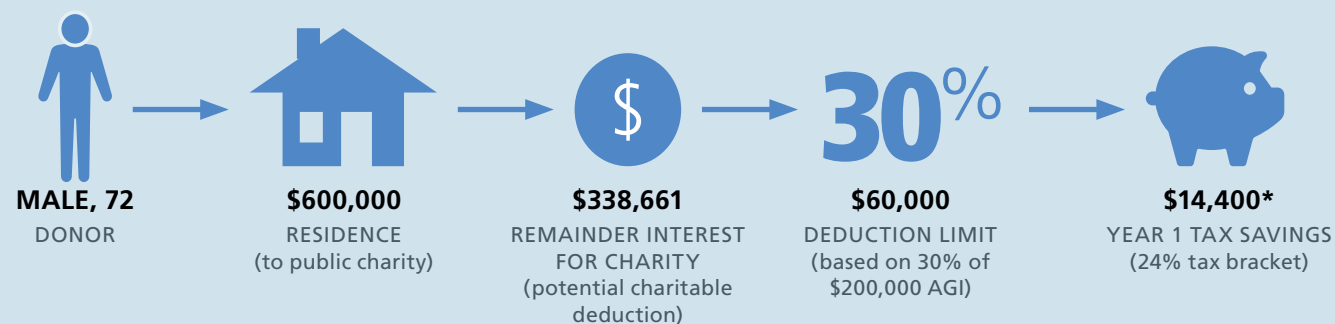 $
30%
MALE, 72
DONOR
$600,000
RESIDENCE
(to public charity)
$338,661
REMAINDER INTEREST
FOR CHARITY
(potential charitable
deduction)
$60,000
DEDUCTION LIMIT
(based on 30% of
$200,000 AGI)
$14,400*
YEAR 1 TAX SAVINGS
(24% tax bracket)